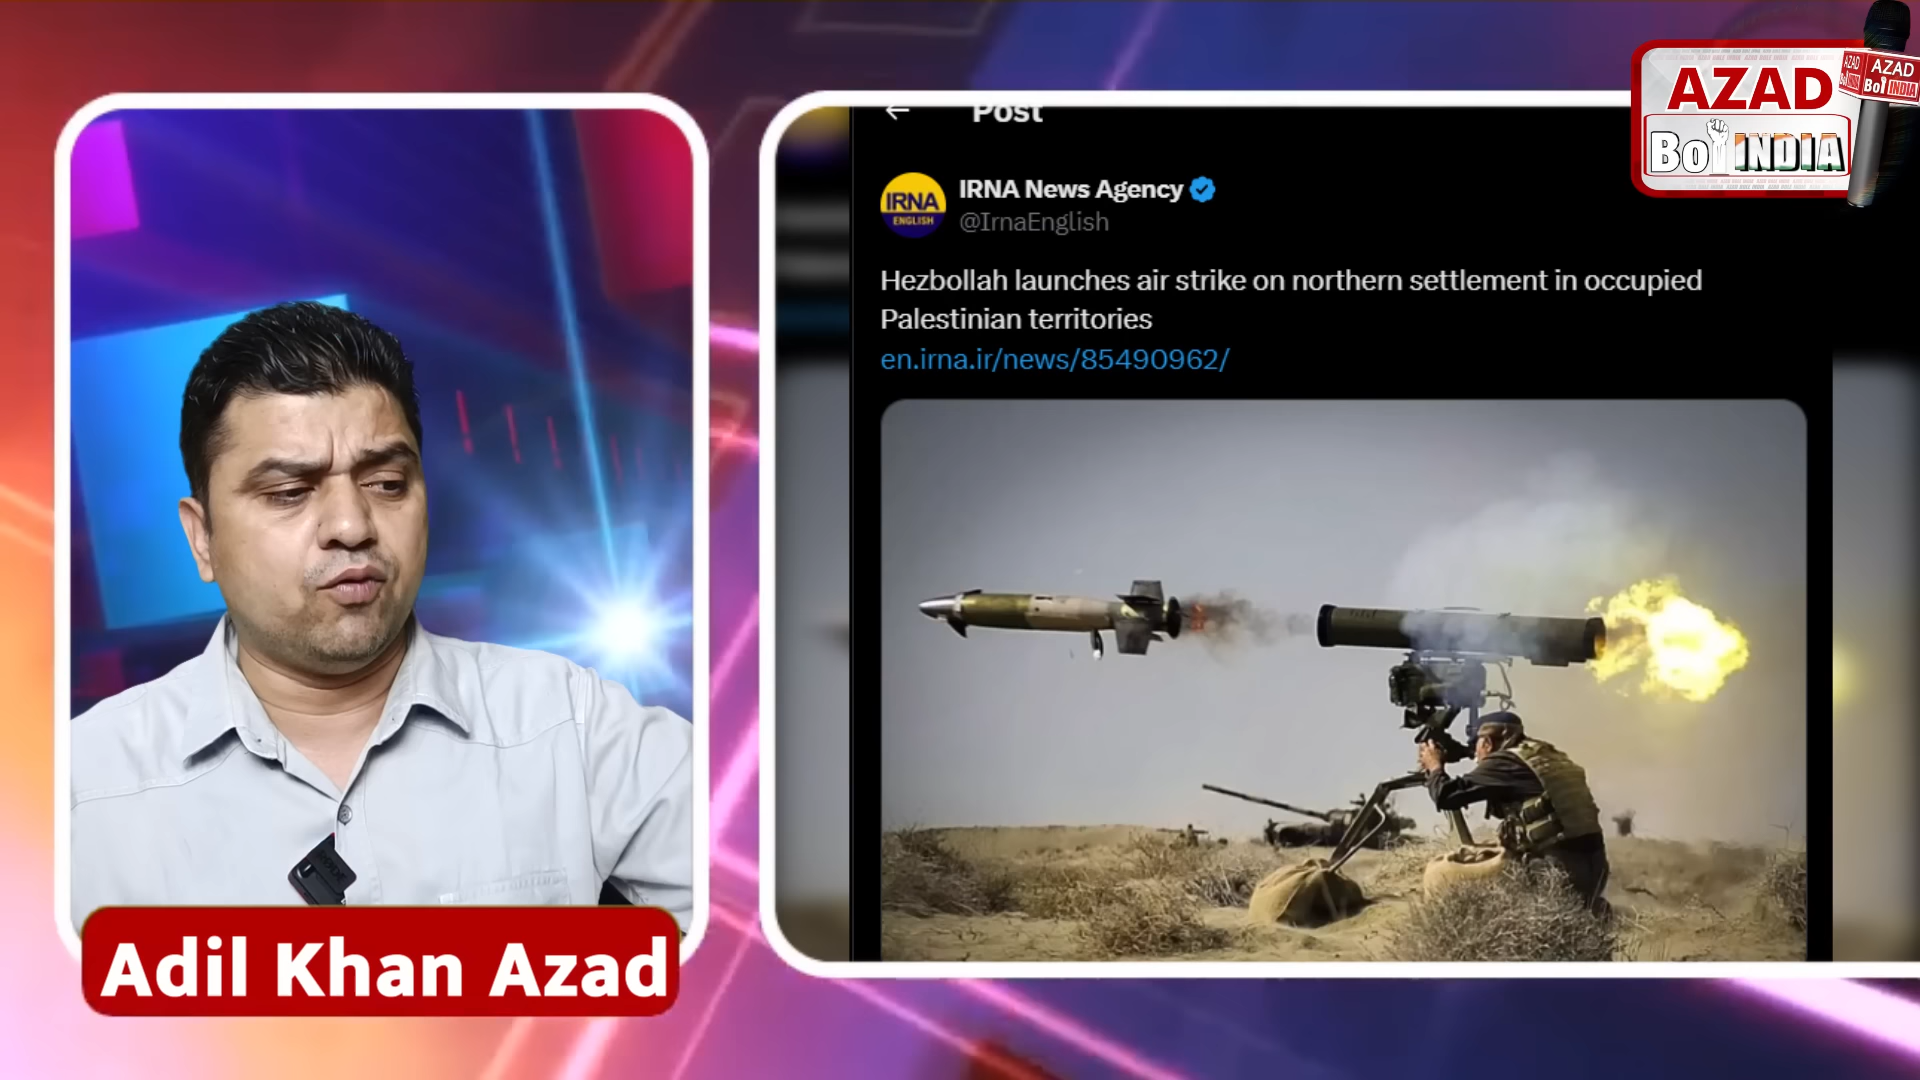 Post
AZAD
Bol INDIA
AZAD
Bol INDIA
IRNA
ENGLISH
IRNA News Agency
@IrnaEnglish
Hezbollah launches air strike on northern settlement in occupied
Palestinian territories
en.irna.ir/news/85490962/
Adil Khan Azad